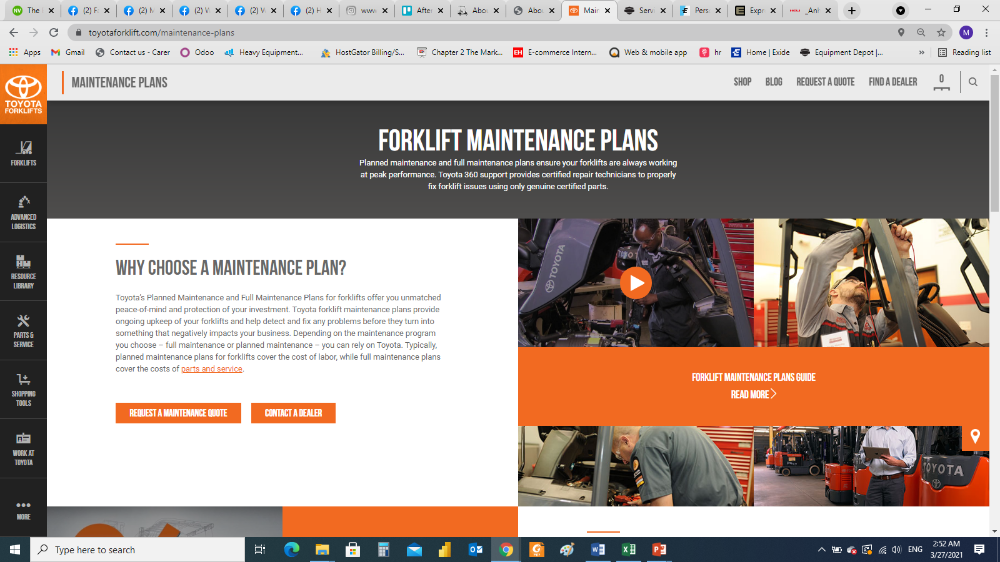 The
(2) Fa
(2) M
(2) W
(2) W
(2) H
www
After
Abou
Abou
Main
Servi
Pers
Expr
_Anh
toyotaforklift.com/maintenance-plans
M
Apps
Gmail
Contact us - Carer
Odoo
Heavy Equipment...
HostGator Billing/S...
Chapter 2 The Mark...
EH
E-commerce Intern...
Web & mobile app
hr
Home | Exide
Equipment Depot |...
»
Reading list
TOYOTA
FORKLIFTS
MAINTENANCE PLANS
SHOP
BLOG
REQUEST A QUOTE
FIND A DEALER
0
FORKLIFTS
ADVANCED
LOGISTICS
RESOURCE
LIBRARY
PARTS &
SERVICE
SHOPPING
TOOLS
WORK AT
TOYOTA
MORE
FORKLIFT MAINTENANCE PLANS
Planned maintenance and full maintenance plans ensure your forklifts are always working
at peak performance. Toyota 360 support provides certified repair technicians to properly
fix forklift issues using only genuine certified parts.
WHY CHOOSE A MAINTENANCE PLAN?
Toyota's Planned Maintenance and Full Maintenance Plans for forklifts offer you unmatched
peace-of-mind and protection of your investment. Toyota forklift maintenance plans provide
ongoing upkeep of your forklifts and help detect and fix any problems before they turn into
something that negatively impacts your business. Depending on the maintenance program
you choose – full maintenance or planned maintenance – you can rely on Toyota. Typically,
planned maintenance plans for forklifts cover the cost of labor, while full maintenance plans
cover the costs of parts and service.
REQUEST A MAINTENANCE QUOTE
CONTACT A DEALER
TOYOTA
FORKLIFT MAINTENANCE PLANS GUIDE
READ MORE
TOYOTA
Type here to search
ENG
2:52 AM
3/27/2021